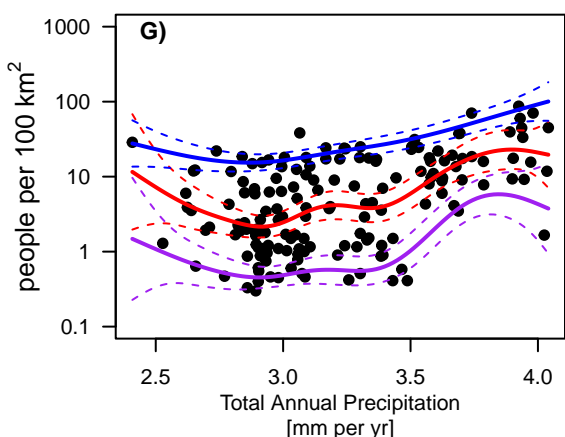 G)
people per 100 km²
1000
100
10
1
0.1
2.5 3.0 3.5 4.0
Total Annual Precipitation
[mm per yr]